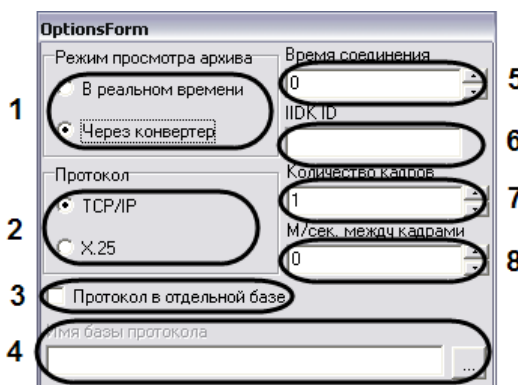 OptionsForm
Режим просмотра архива
В реальном времени
Через конвертер
1
Протокол
TCP/IP
X.25
2
Протокол в отдельной базе
3
Имя базы протокола
...
4
Время соединения
0
5
IIDK ID
6
Количество кадров
1
7
М/сек. между кадрами
0
8